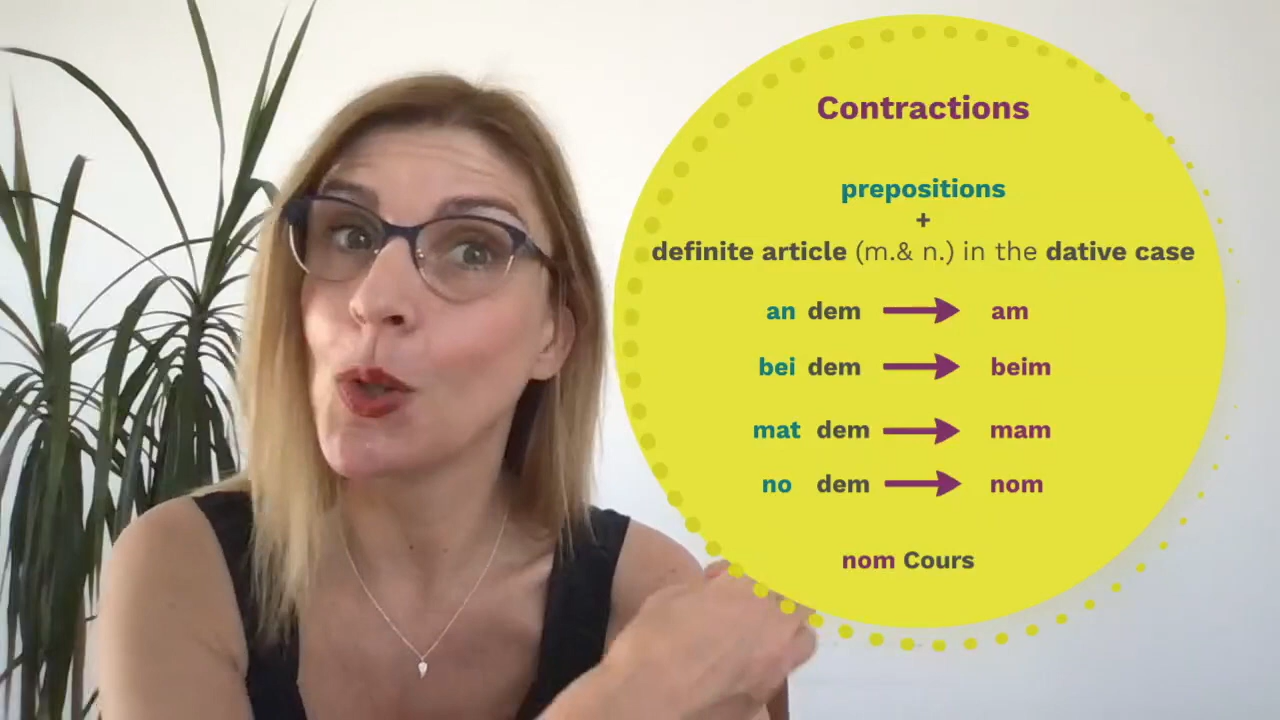 Contractions
prepositions
+
definite article (m.& n.) in the dative case
an dem am
bei dem beim
mat dem mam
no dem nom
nom Cours